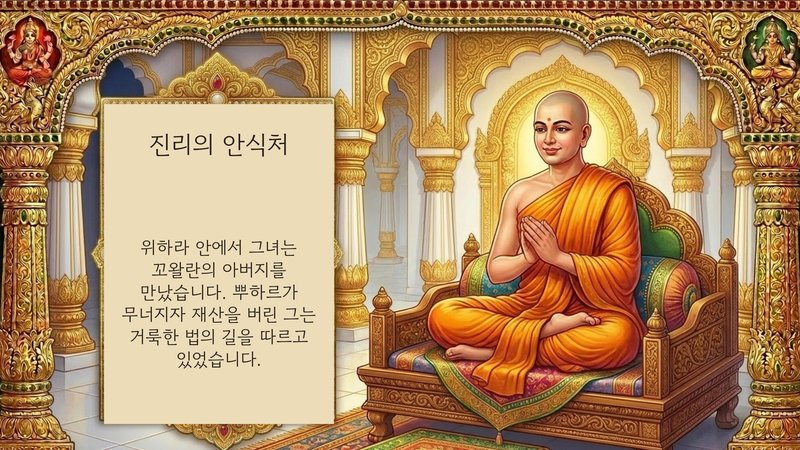 진리의 안식처
위하라 안에서 그녀는
꼬왈란의 아버지를
만났습니다. 뿌하르가
무너지자 재산을 버린 그는
거룩한 법의 길을 따르고
있었습니다.